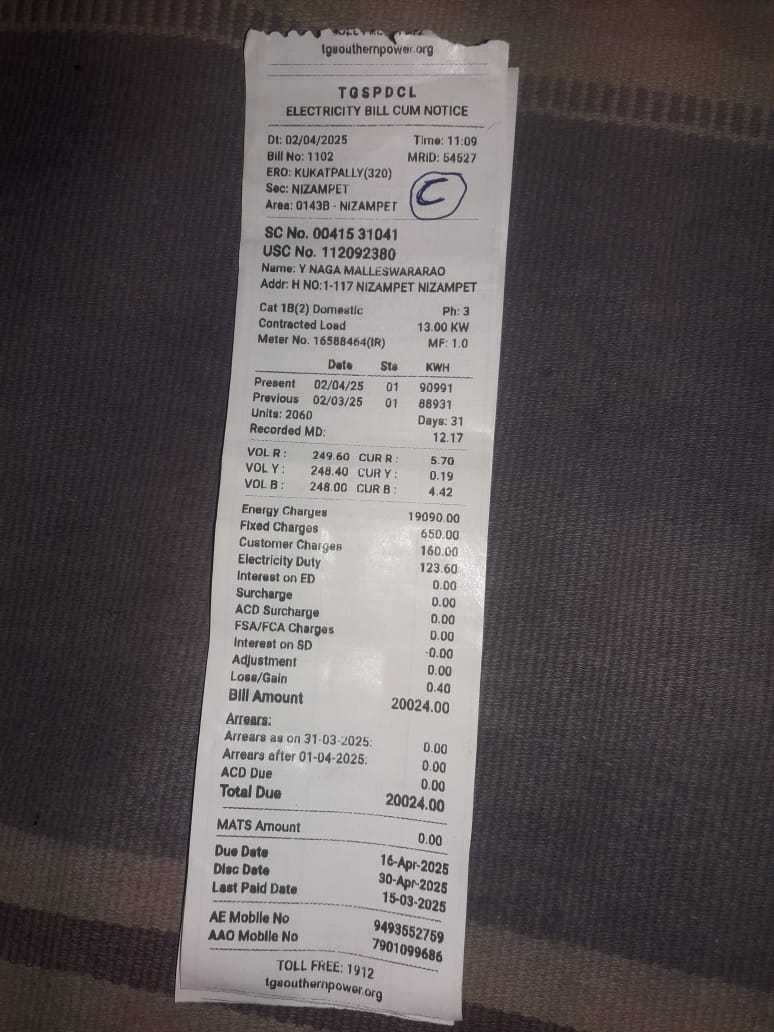 tgsouthernpower.org
TGSPDCL
ELECTRICITY BILL CUM NOTICE
Dt: 02/04/2025 Time: 11:09
Bill No: 1102 MRID: 54527
ERO: KUKATPALLY(320)
Sec: NIZAMPET
Area: 0143B - NIZAMPET
C
SC No. 00415 31041
USC No. 112092380
Name: Y NAGA MALLESWARARAO
Addr: H NO:1-117 NIZAMPET NIZAMPET
Cat 1B(2) Domestic Ph: 3
Contracted Load 13.00 KW
Meter No. 16588464(IR) MF: 1.0
Date Sts KWH
Present 02/04/25 01 90991
Previous 02/03/25 01 88931
Units: 2060 Days: 31
Recorded MD: 12.17
VOL R : 249.60 CUR R : 5.70
VOL Y : 248.40 CUR Y : 0.19
VOL B : 248.00 CUR B : 4.42
Energy Charges 19090.00
Fixed Charges 650.00
Customer Charges 160.00
Electricity Duty 123.60
Interest on ED 0.00
Surcharge 0.00
ACD Surcharge 0.00
FSA/FCA Charges 0.00
Interest on SD -0.00
Adjustment 0.00
Loss/Gain 0.40
Bill Amount 20024.00
Arrears:
Arrears as on 31-03-2025: 0.00
Arrears after 01-04-2025: 0.00
ACD Due 0.00
Total Due 20024.00
MATS Amount 0.00
Due Date 16-Apr-2025
Disc Date 30-Apr-2025
Last Paid Date 15-03-2025
AE Mobile No 9493552759
AAO Mobile No 7901099686
TOLL FREE: 1912
tgsouthernpower.org